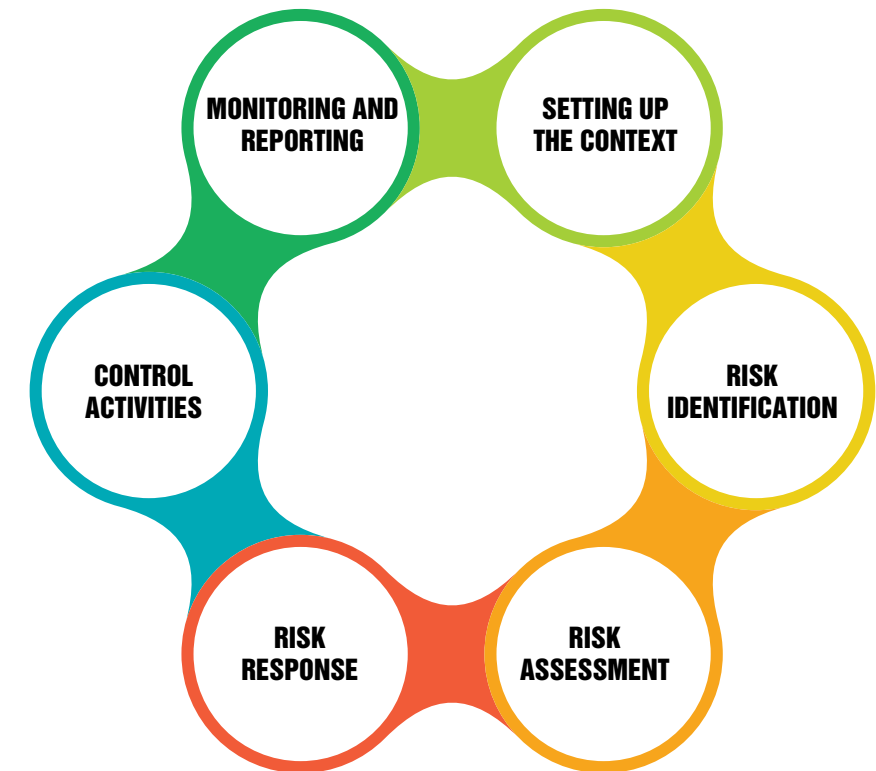 MONITORING AND
REPORTING
SETTING UP
THE CONTEXT
CONTROL
ACTIVITIES
RISK
IDENTIFICATION
RISK
RESPONSE
RISK
ASSESSMENT